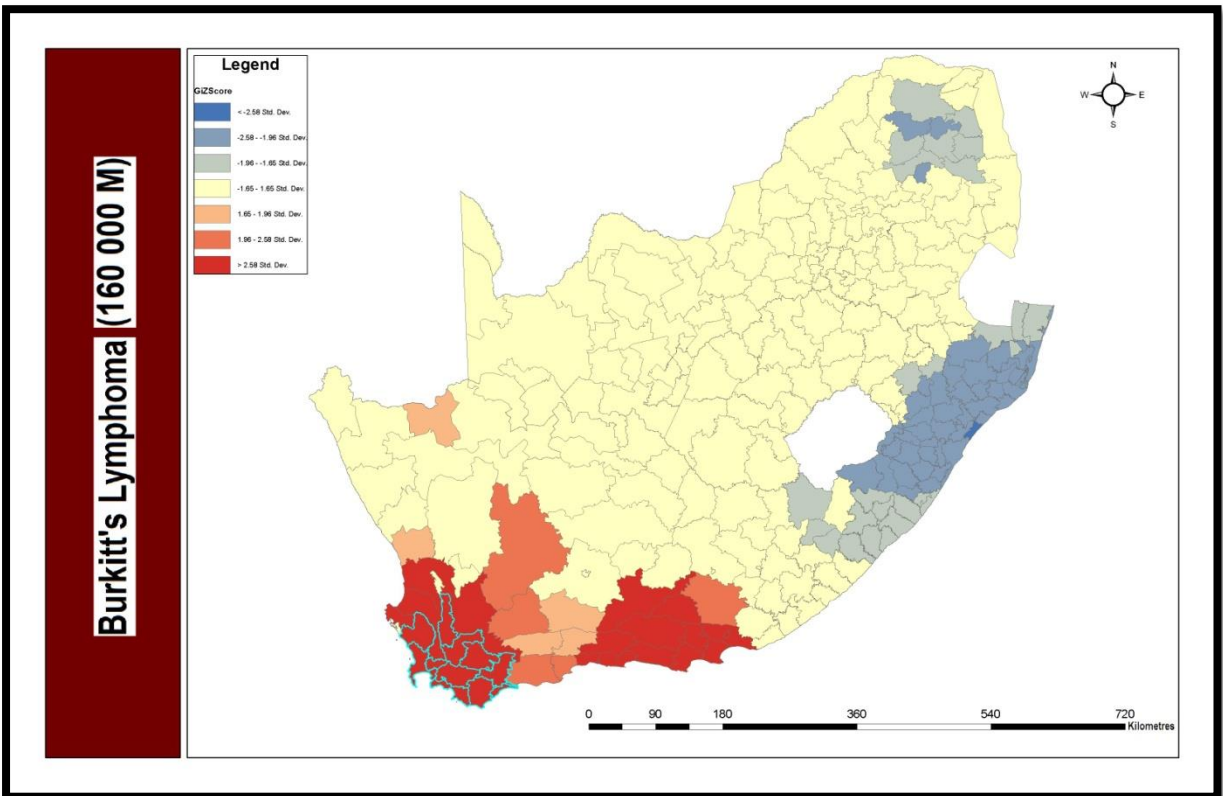 Burkitt's Lymphoma (160 000 M)
Legend
GiZScore
< -2.58 Std. Dev.
-2.58 - -1.96 Std. Dev.
-1.96 - -1.65 Std. Dev.
-1.65 - 1.65 Std. Dev.
1.65 - 1.96 Std. Dev.
1.96 - 2.58 Std. Dev.
> 2.58 Std. Dev.
N
W E
S
0 90 180 360 540 720
Kilometres